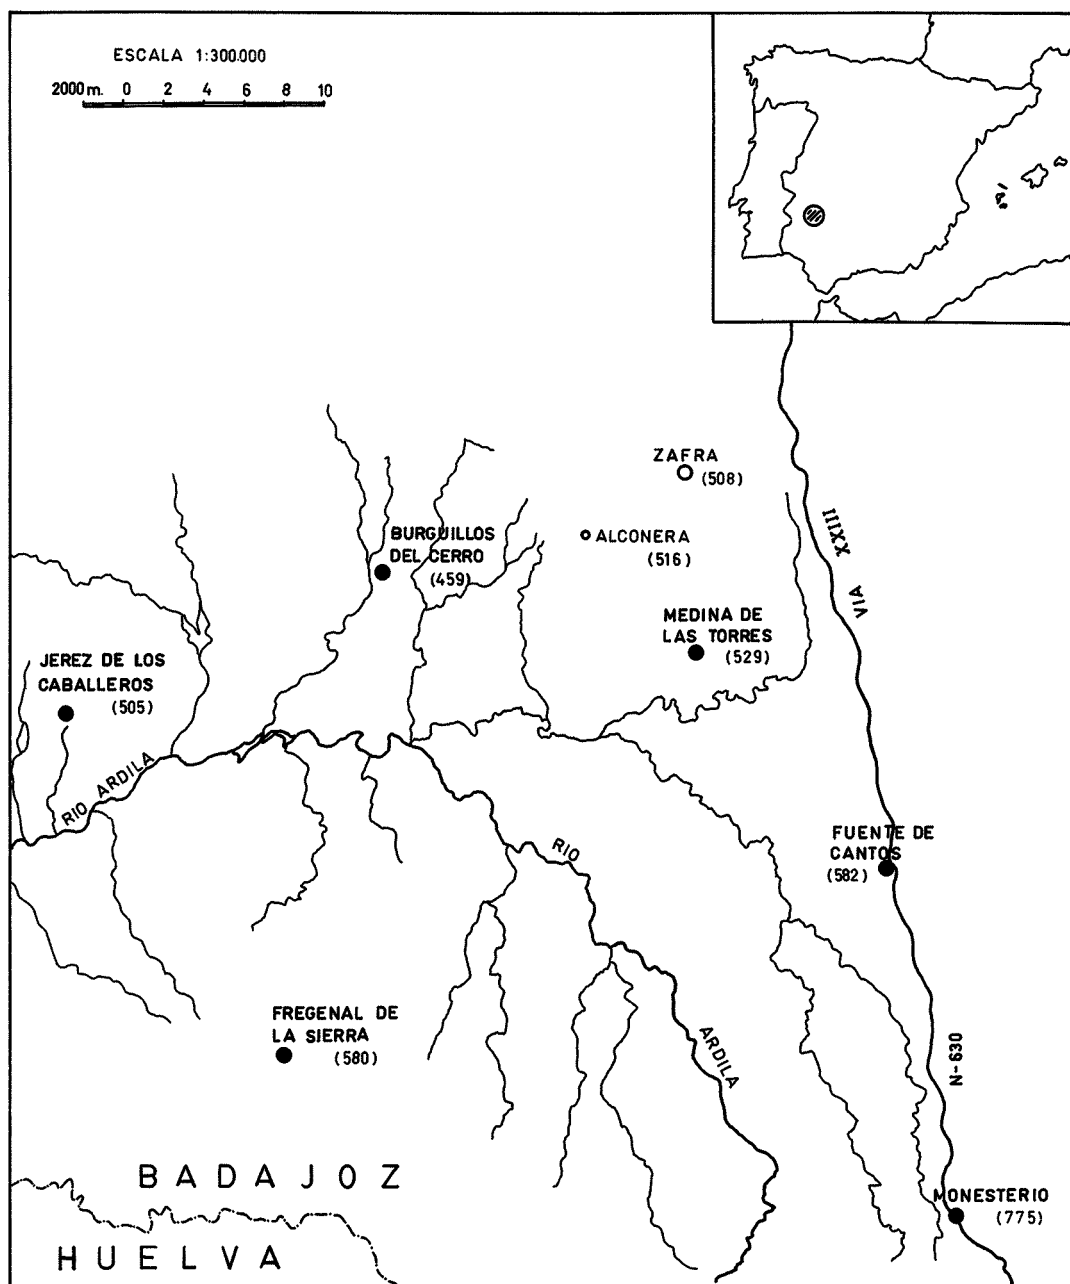 ESCALA 1:300.000
2000 m. 0 2 4 6 8 10
ZAFRA
(508)
ALCONERA
(516)
BURGUILLOS
DEL CERRO
(459)
VIA XXIII
MEDINA DE
LAS TORRES
(529)
JEREZ DE LOS
CABALLEROS
(505)
RIO ARDILA
RIO
ARDILA
FUENTE DE
CANTOS
(582)
FREGENAL DE
LA SIERRA
(580)
N-630
BADAJOZ
HUELVA
MONESTERIO
(775)